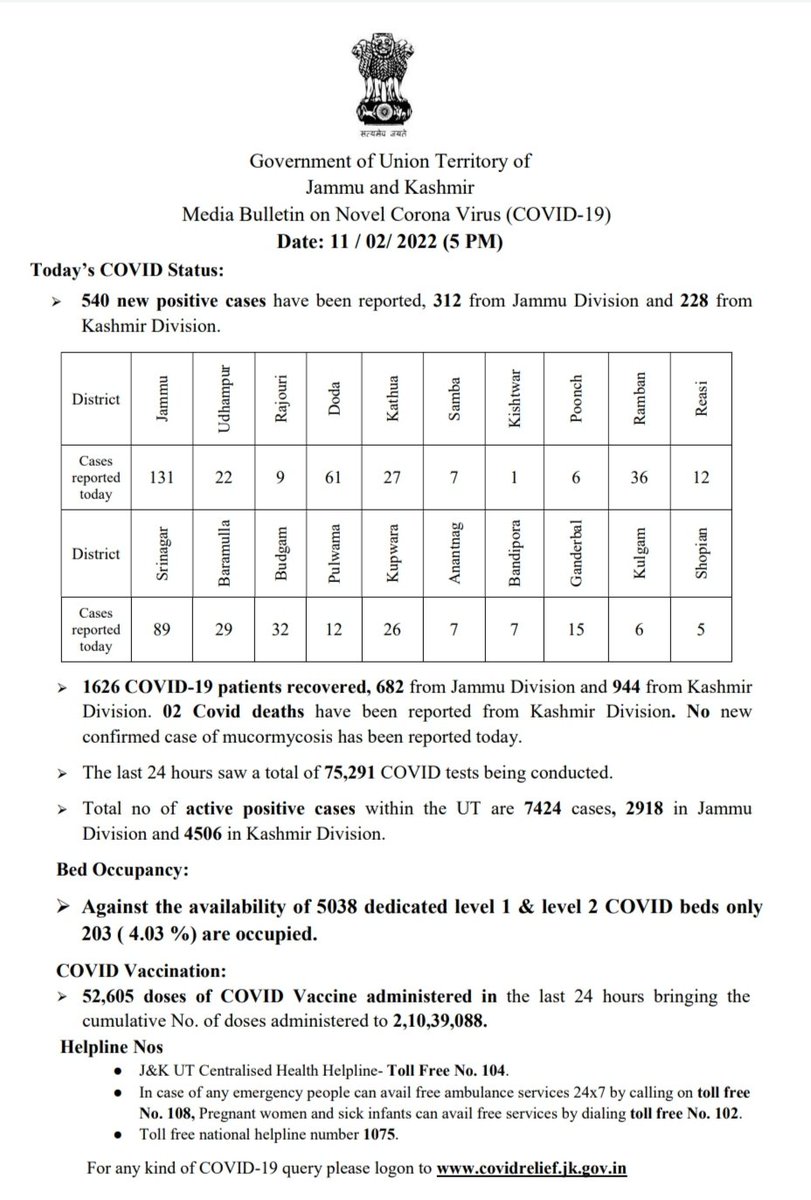 सत्यमेव जयते
Government of Union Territory of
Jammu and Kashmir
Media Bulletin on Novel Corona Virus (COVID-19)
Date: 11 / 02/ 2022 (5 PM)
Today's COVID Status:
➢ 540 new positive cases have been reported, 312 from Jammu Division and 228 from
Kashmir Division.
District Jammu Udhampur Rajouri Doda Kathua Samba Kishtwar Poonch Ramban Reasi
Cases
reported
today
131 22 9 61 27 7 1 6 36 12
District Srinagar Baramulla Budgam Pulwama Kupwara Anantnag Bandipora Ganderbal Kulgam Shopian
Cases
reported
today
89 29 32 12 26 7 7 15 6 5
➢ 1626 COVID-19 patients recovered, 682 from Jammu Division and 944 from Kashmir
Division. 02 Covid deaths have been reported from Kashmir Division. No new
confirmed case of mucormycosis has been reported today.
➢ The last 24 hours saw a total of 75,291 COVID tests being conducted.
➢ Total no of active positive cases within the UT are 7424 cases, 2918 in Jammu
Division and 4506 in Kashmir Division.
Bed Occupancy:
➢ Against the availability of 5038 dedicated level 1 & level 2 COVID beds only
203 ( 4.03 %) are occupied.
COVID Vaccination:
➢ 52,605 doses of COVID Vaccine administered in the last 24 hours bringing the
cumulative No. of doses administered to 2,10,39,088.
Helpline Nos
● J&K UT Centralised Health Helpline- Toll Free No. 104.
● In case of any emergency people can avail free ambulance services 24x7 by calling on toll free
No. 108, Pregnant women and sick infants can avail free services by dialing toll free No. 102.
● Toll free national helpline number 1075.
For any kind of COVID-19 query please logon to www.covidrelief.jk.gov.in